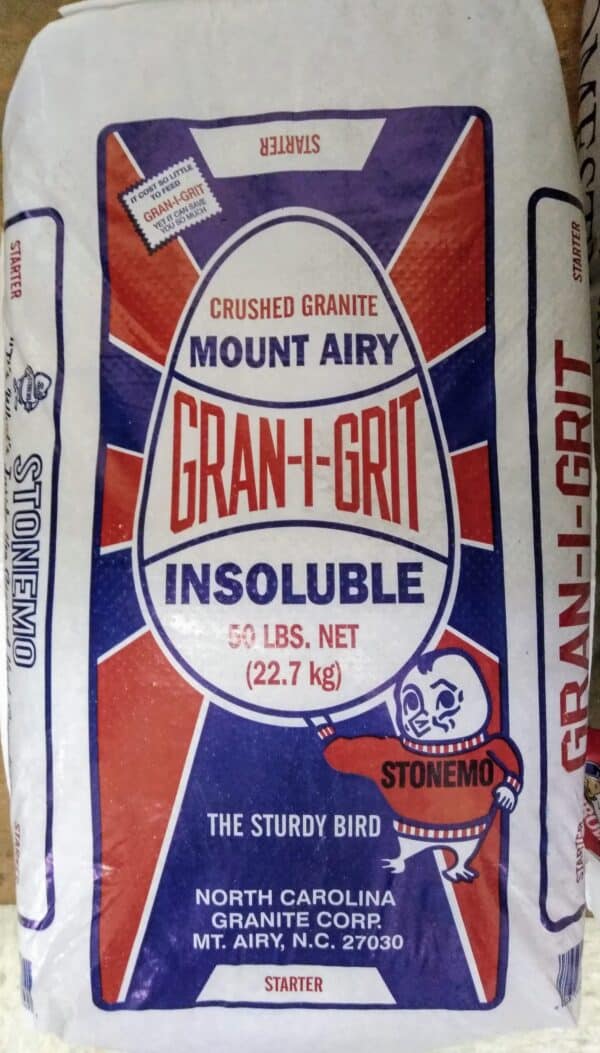 STARTER
IT COST SO LITTLE
TO FEED
GRAN-I-GRIT
YET IT CAN SAVE
YOU SO MUCH
CRUSHED GRANITE
MOUNT AIRY
GRAN-I-GRIT
INSOLUBLE
50 LBS. NET
(22.7 kg)
STONEMO
THE STURDY BIRD
NORTH CAROLINA
GRANITE CORP.
MT. AIRY, N.C. 27030
STARTER
STARTER
STONEMO
STARTER
STARTER
GRAN-I-GRIT
STARTER